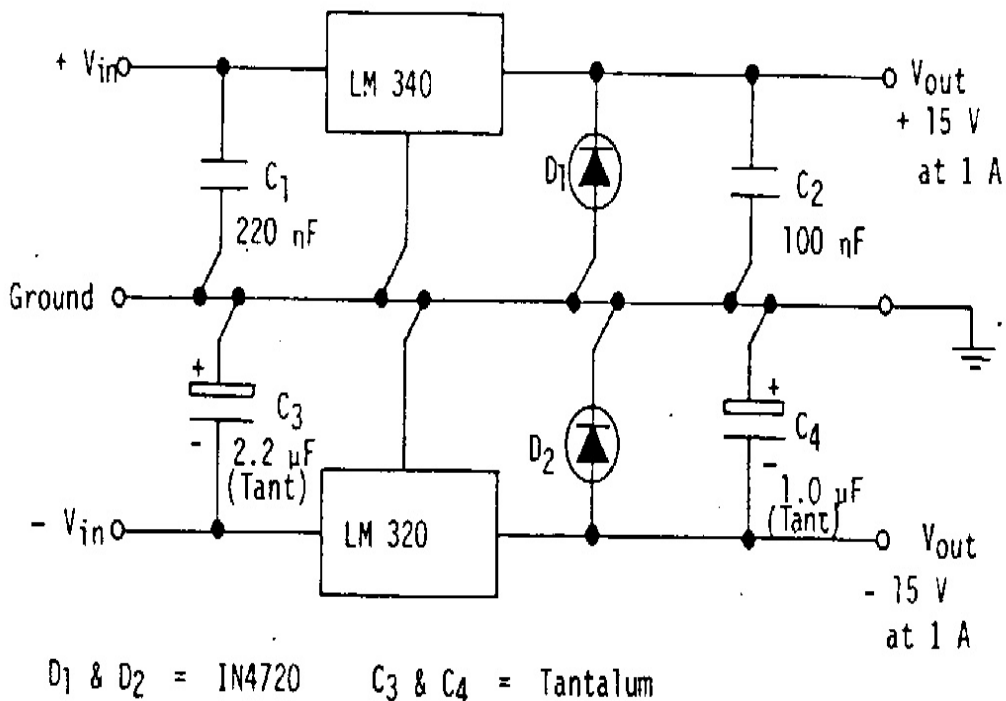 + Vin
LM 340
Vout
+ 15 V
at 1 A
C1
220 nF
D1
C2
100 nF
Ground
+
C3
-
2.2 µF
(Tant)
D2
+
C4
-
1.0 µF
(Tant)
- Vin
LM 320
Vout
- 15 V
at 1 A
D1 & D2 = IN4720 C3 & C4 = Tantalum